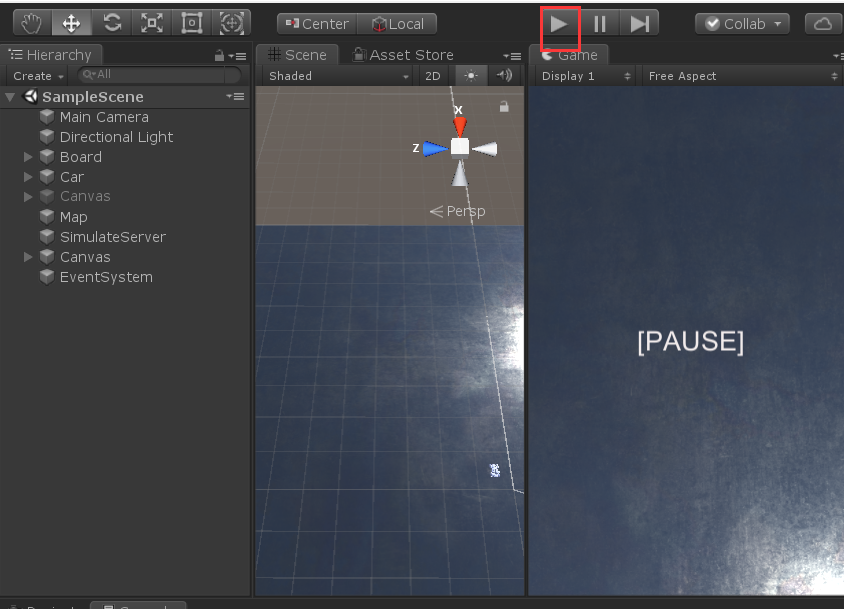 Center Local Collab
Hierarchy
Scene Asset Store
Game
Create All
Shaded 2D
Display 1 Free Aspect
SampleScene
Main Camera
Directional Light
Board
Car
Canvas
Map
SimulateServer
Canvas
EventSystem
x
z
Persp
[PAUSE]